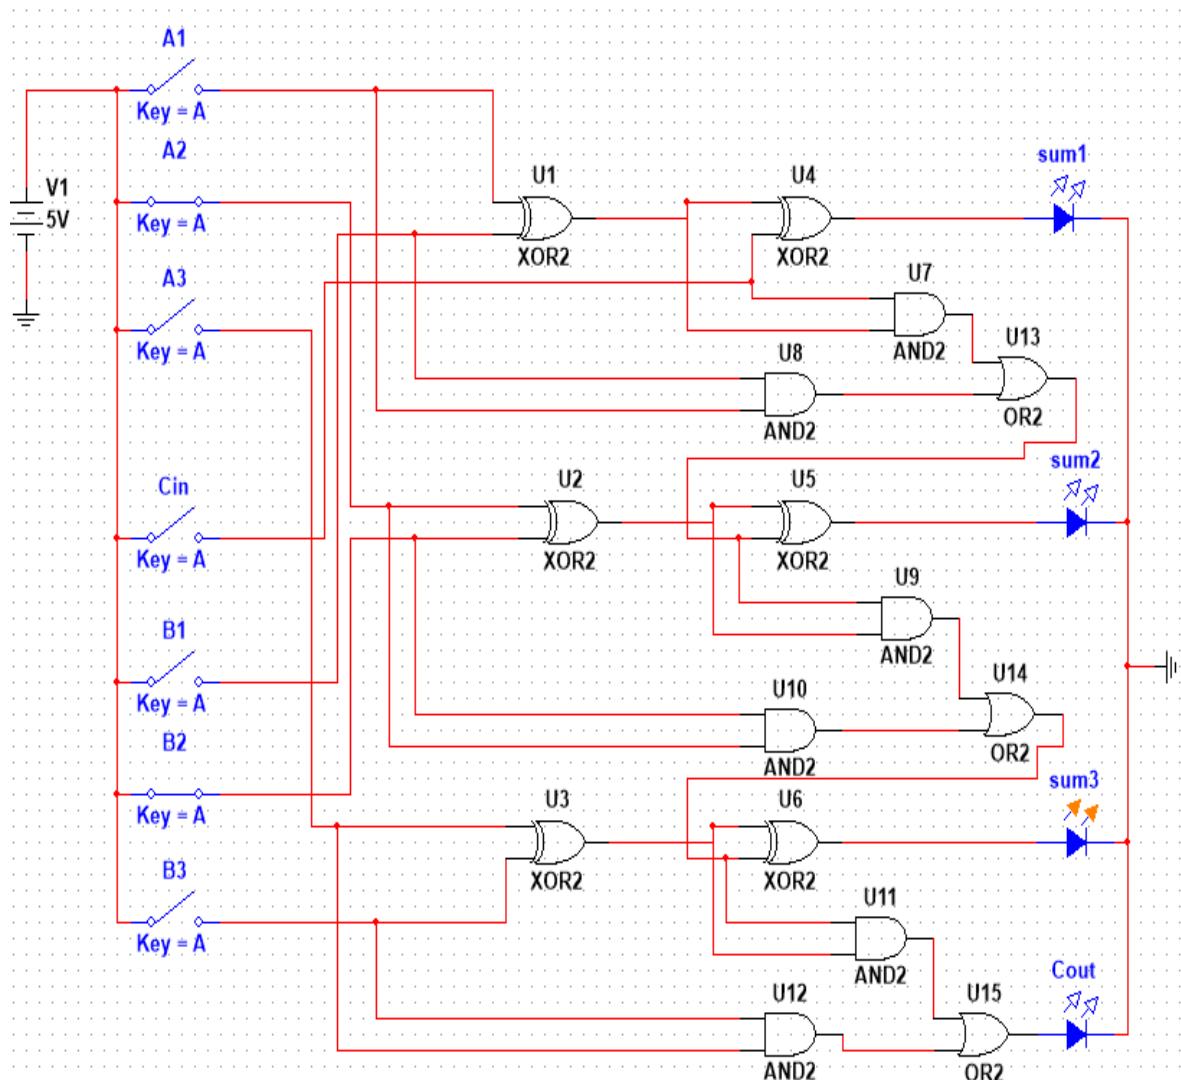 A1
Key = A
A2
V1
5V
Key = A
A3
Key = A
Cin
Key = A
B1
Key = A
B2
Key = A
B3
Key = A
U1
XOR2
U4
XOR2
sum1
U7
AND2
U8
AND2
U13
OR2
U2
XOR2
U5
XOR2
sum2
U9
AND2
U10
AND2
U14
OR2
U3
XOR2
U6
XOR2
sum3
U11
AND2
U12
AND2
U15
OR2
Cout